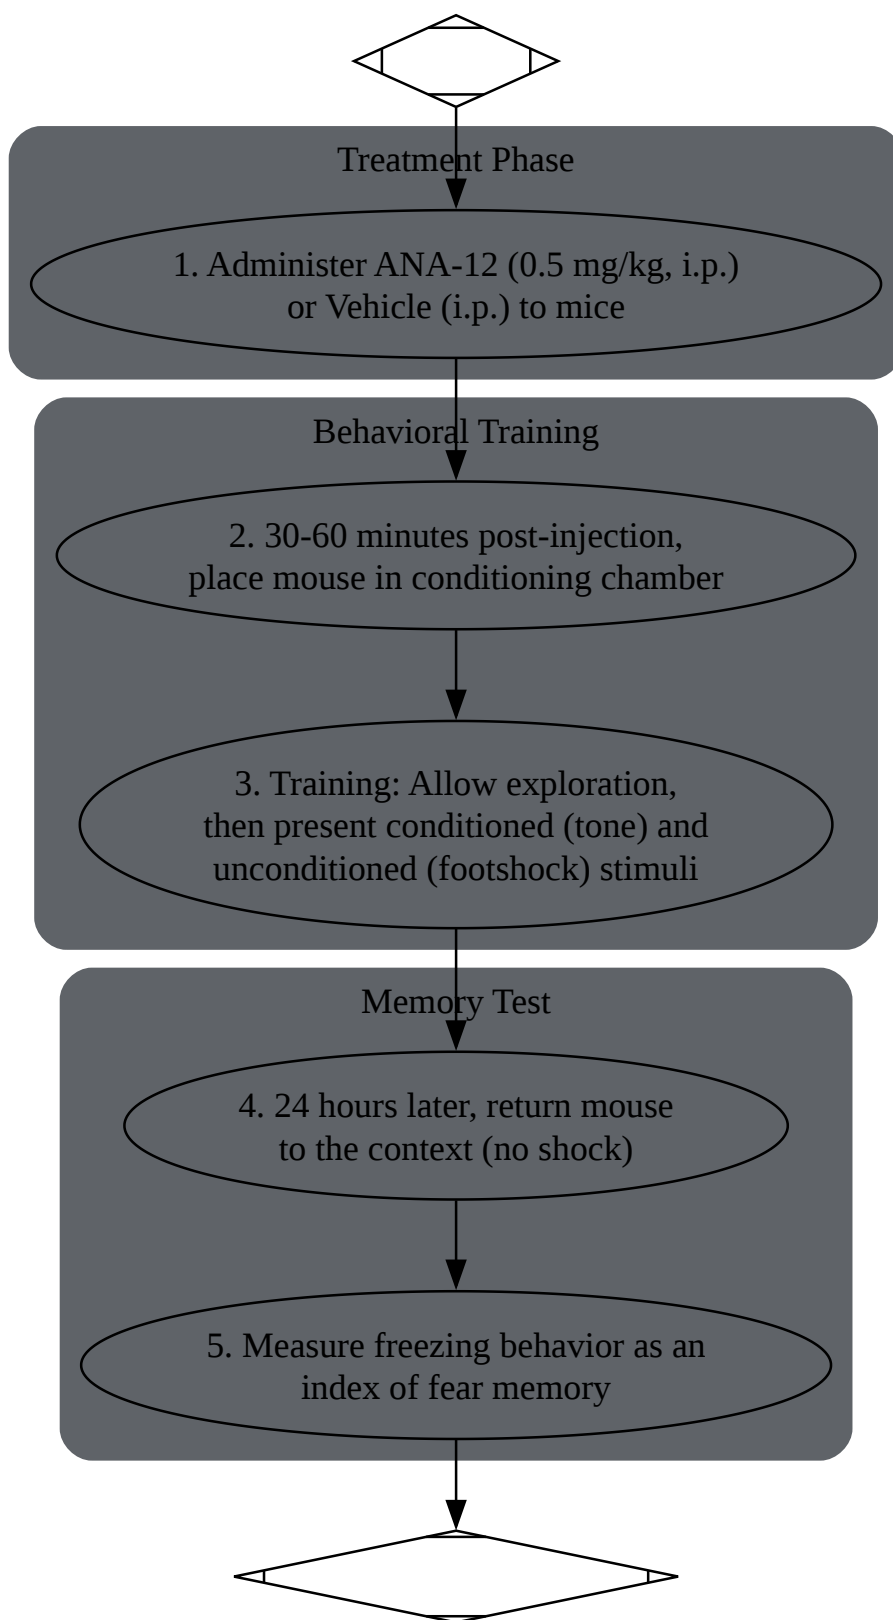 Treatment Phase
1. Administer ANA-12 (0.5 mg/kg, i.p.)
or Vehicle (i.p.) to mice
Behavioral Training
2. 30-60 minutes post-injection,
place mouse in conditioning chamber
3. Training: Allow exploration,
then present conditioned (tone) and
unconditioned (footshock) stimuli
Memory Test
4. 24 hours later, return mouse
to the context (no shock)
5. Measure freezing behavior as an
index of fear memory